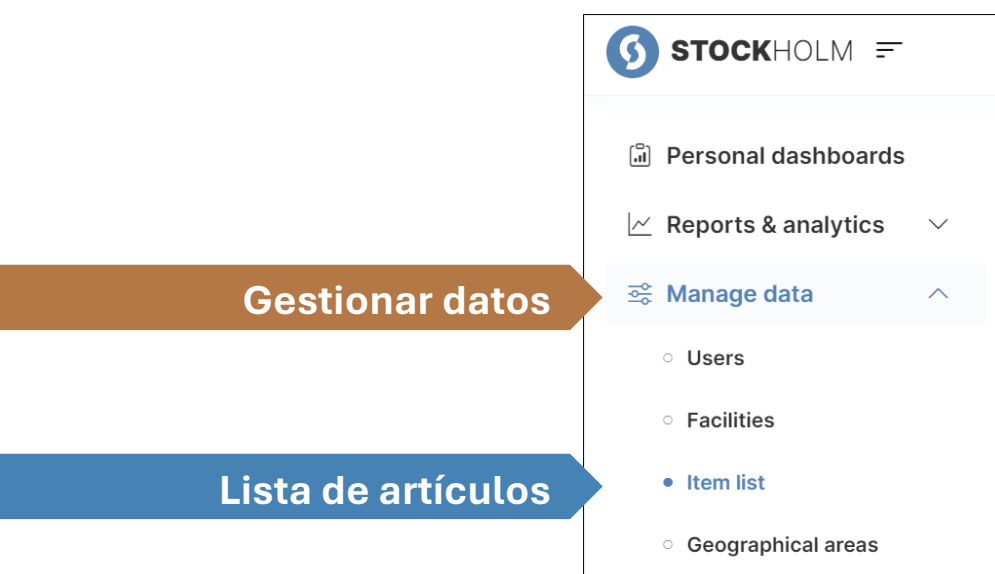 STOCKHOLM
Personal dashboards
Reports & analytics
Gestionar datos
Manage data
Users
Facilities
Lista de artículos
Item list
Geographical areas